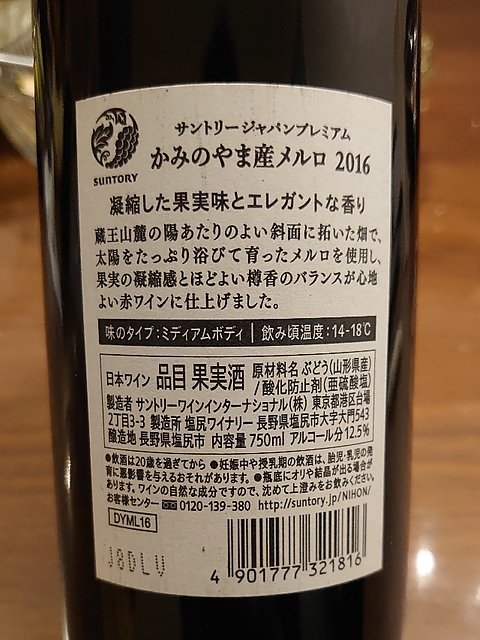 SUNTORY
サントリージャパンプレミアム
かみのやま産メルロ 2016
凝縮した果実味とエレガントな香り
蔵王山麓の陽あたりのよい斜面に拓いた畑で、
太陽をたっぷり浴びて育ったメルロを使用し、
果実の凝縮感とほどよい樽香のバランスが心地
よい赤ワインに仕上げました。
味のタイプ:ミディアムボディ | 飲み頃温度:14-18℃
日本ワイン 品目 果実酒 原材料名 ぶどう(山形県産)
/酸化防止剤(亜硫酸塩)
製造者 サントリーワインインターナショナル(株) 東京都港区台場
2丁目3-3 製造所 塩尻ワイナリー 長野県塩尻市大字大門543
醸造地 長野県塩尻市 内容量 750ml アルコール分 12.5%
●飲酒は20歳を過ぎてから ●妊娠中や授乳期の飲酒は、胎児・乳児の発
育に悪影響を与えるおそれがあります。●瓶底にオリや結晶が出る場合が
あります。ワインの自然な成分ですので、沈めて上澄みをお飲みください。
お客様センター 0120-139-380 http://suntory.jp/NIHON/
DYML16
J8DLV
4 901777 321816